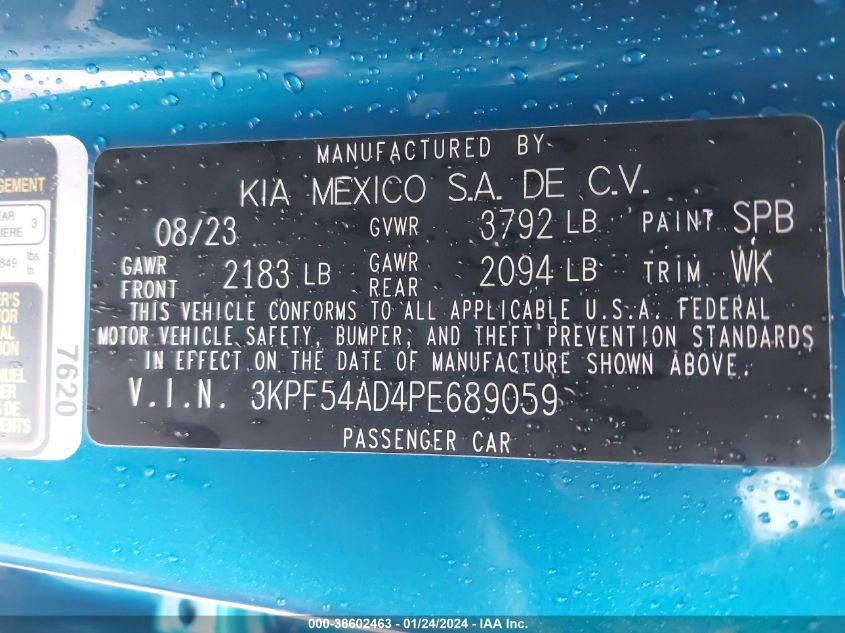 MANUFACTURED BY
KIA MEXICO S.A. DE C.V.
08/23 GVWR 3792 LB PAINT SPB
GAWR FRONT 2183 LB GAWR REAR 2094 LB TRIM WK
THIS VEHICLE CONFORMS TO ALL APPLICABLE U.S.A. FEDERAL
MOTOR VEHICLE SAFETY, BUMPER, AND THEFT PREVENTION STANDARDS
IN EFFECT ON THE DATE OF MANUFACTURE SHOWN ABOVE.
V.I.N. 3KPF54AD4PE689059
PASSENGER CAR
7620
3
849 lbs.
000-38602463 - 01/24/2024 - IAA Inc.